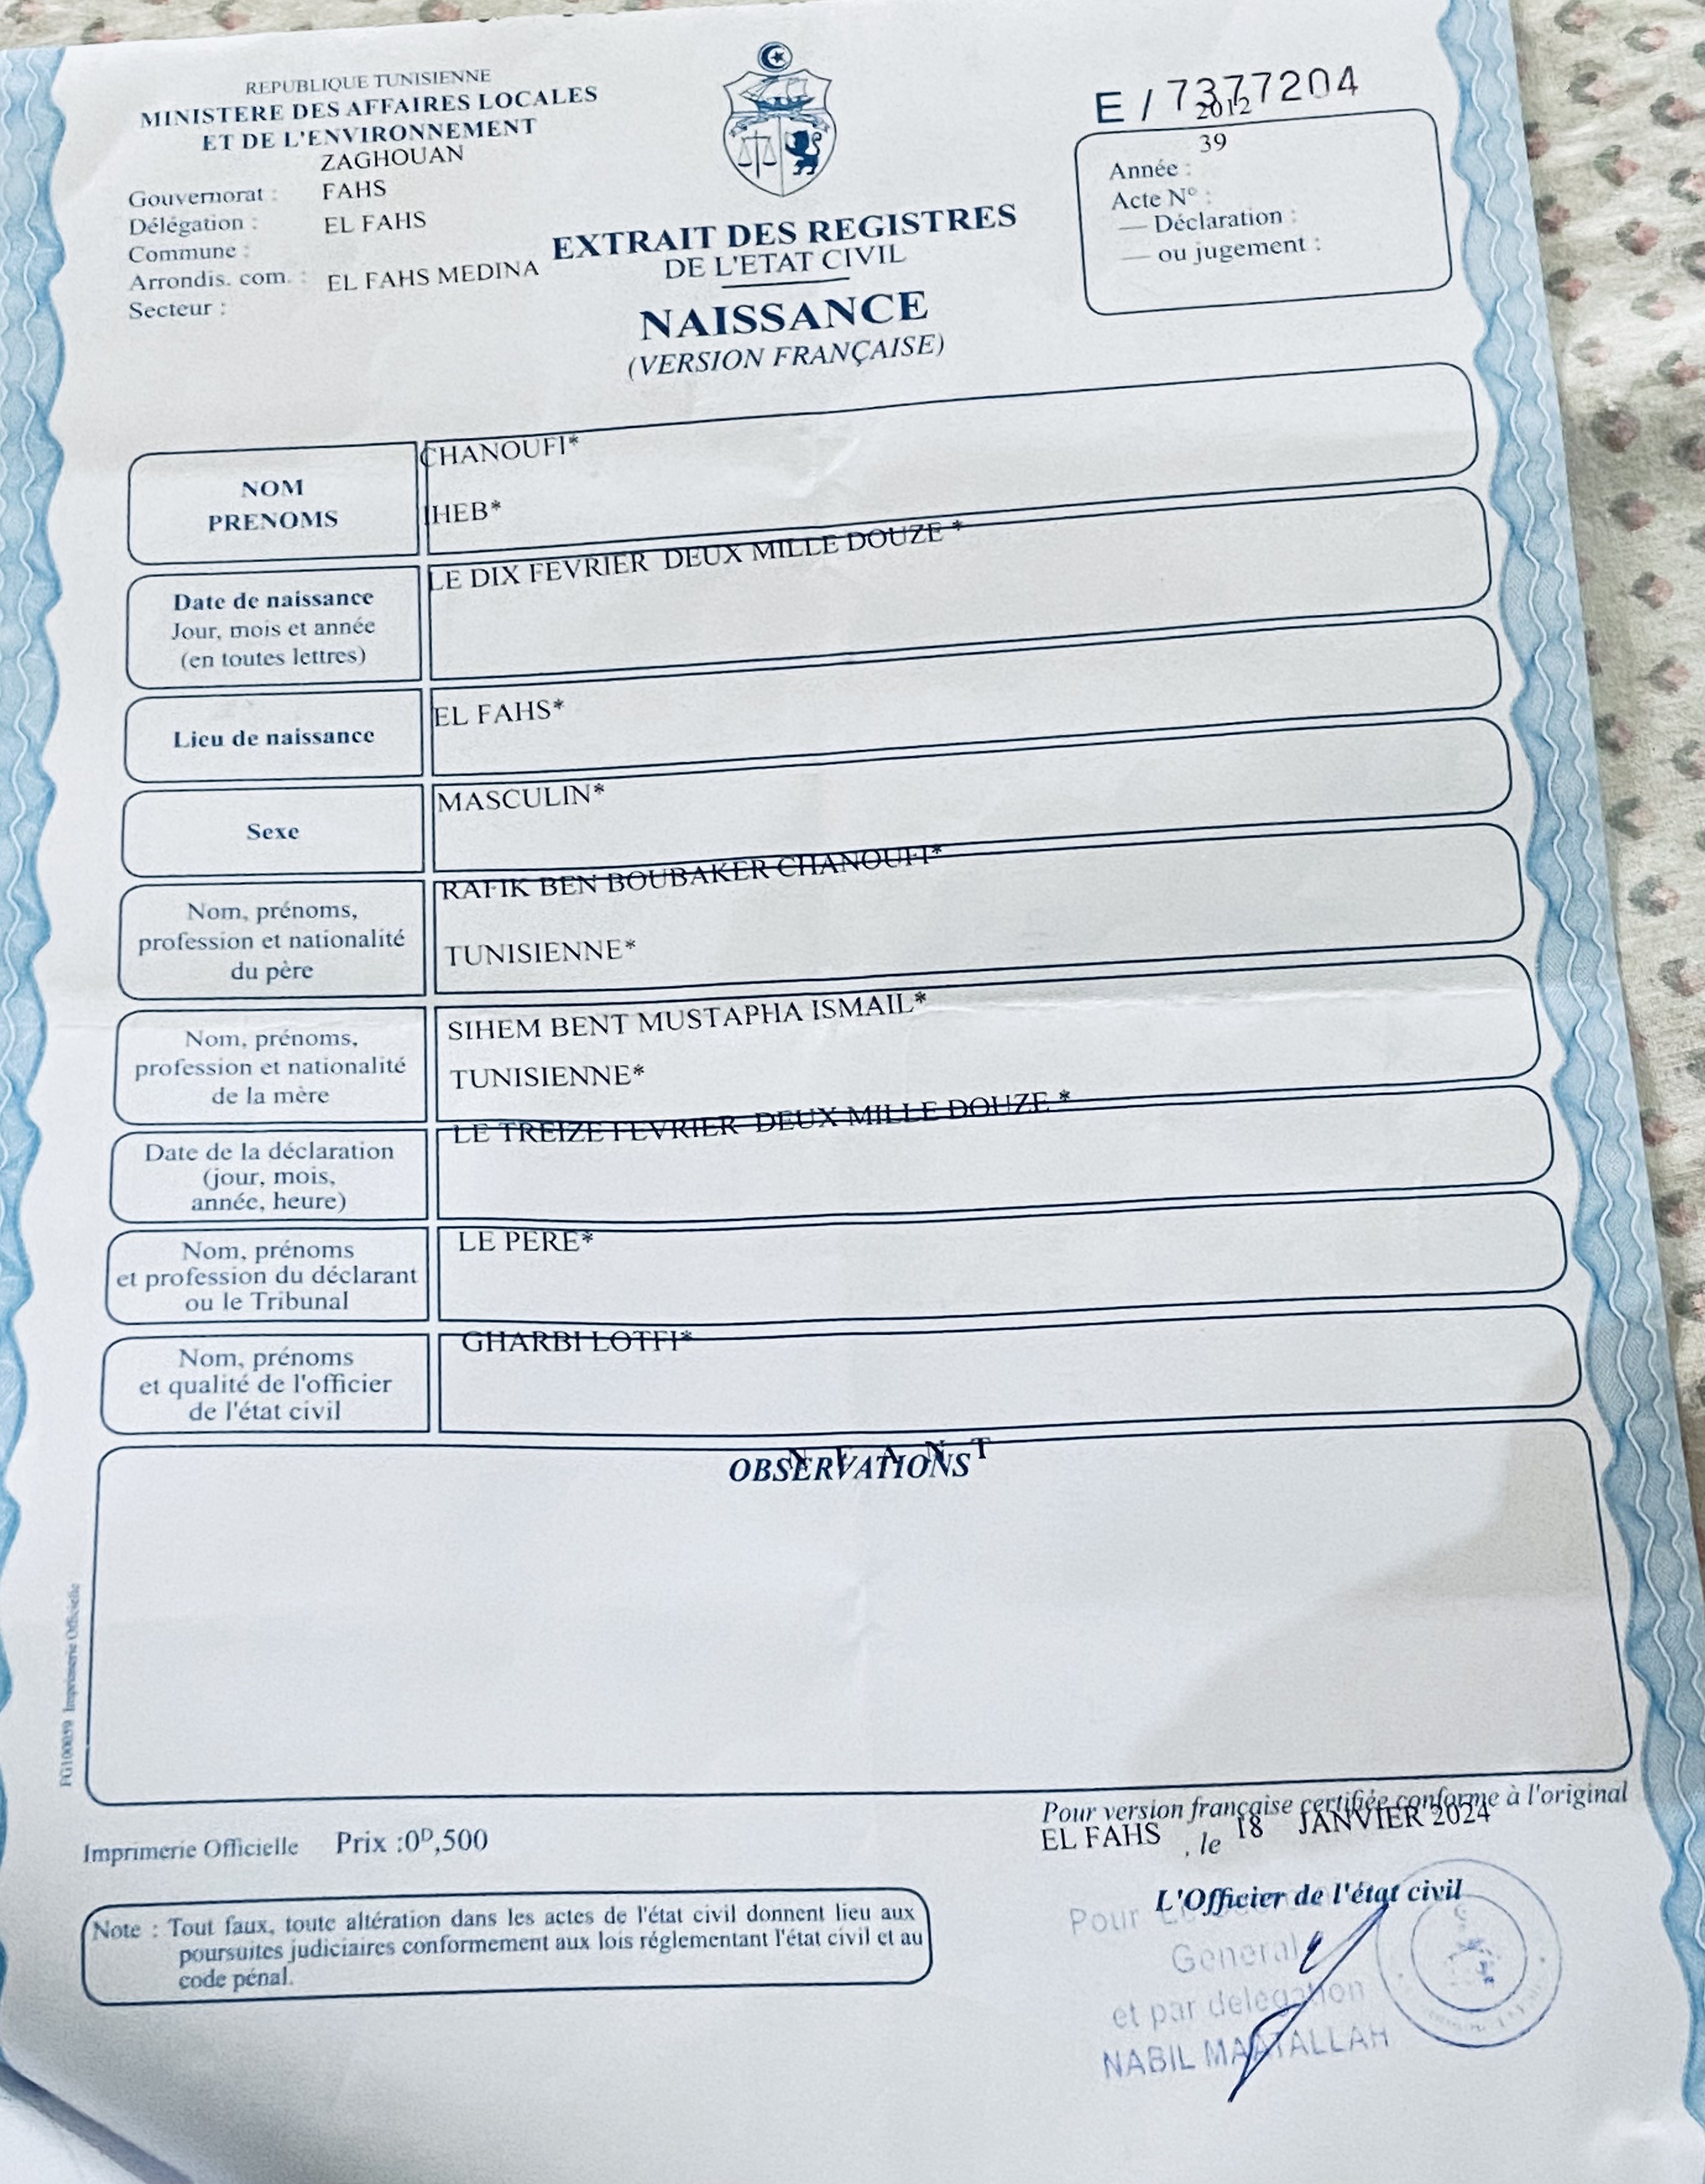 REPUBLIQUE TUNISIENNE
MINISTERE DES AFFAIRES LOCALES
ET DE L'ENVIRONNEMENT
ZAGHOUAN
Gouvernorat :
FAHS
Délégation :
EL FAHS
Commune :
Arrondis. com. :
EL FAHS MEDINA
Secteur :
EXTRAIT DES REGISTRES
DE L'ETAT CIVIL
NAISSANCE
(VERSION FRANÇAISE)
E / 7377204
2012
39
Année :
Acte N° :
— Déclaration :
— ou jugement :
NOM
PRENOMS
CHANOUFI*
IHEB*
Date de naissance
Jour, mois et année
(en toutes lettres)
LE DIX FEVRIER DEUX MILLE DOUZE *
Lieu de naissance
EL FAHS*
Sexe
MASCULIN*
Nom, prénoms,
profession et nationalité
du père
RAFIK BEN BOUBAKER CHANOUFI*
TUNISIENNE*
Nom, prénoms,
profession et nationalité
de la mère
SIHEM BENT MUSTAPHA ISMAIL*
TUNISIENNE*
Date de la déclaration
(jour, mois,
année, heure)
LE TREIZE FEVRIER DEUX MILLE DOUZE *
Nom, prénoms
et profession du déclarant
ou le Tribunal
LE PERE*
Nom, prénoms
et qualité de l'officier
de l'état civil
GHARBI LOTFI*
N E A N T
OBSERVATIONS
FG100059 Imprimerie Officielle
Imprimerie Officielle Prix :0ᴰ,500
Pour version française certifiée conforme à l'original
EL FAHS , le 18 JANVIER 2024
L'Officier de l'état civil
Pour
General
et par delegation
NABIL MAATALLAH
Note : Tout faux, toute altération dans les actes de l'état civil donnent lieu aux
poursuites judiciaires conformement aux lois réglementant l'état civil et au
code pénal.